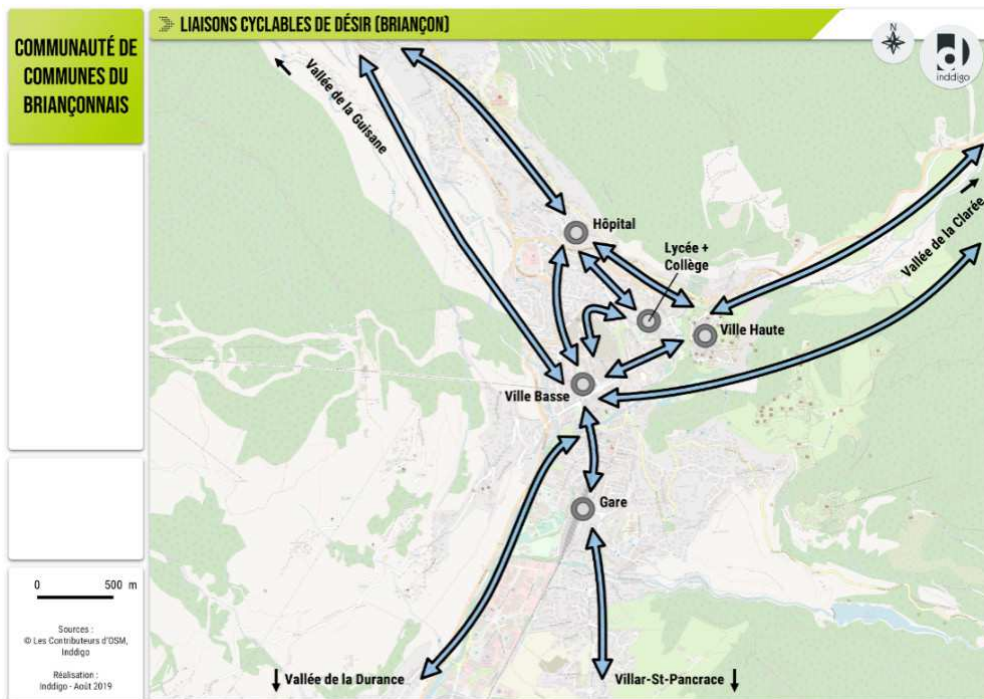 COMMUNAUTÉ DE
COMMUNES DU
BRIANÇONNAIS
LIAISONS CYCLABLES DE DÉSIR (BRIANÇON)
N
inddigo
Vallée de la Guisane
Hôpital
Lycée +
Collège
Vallée de la Clarée
Ville Haute
Ville Basse
Gare
Vallée de la Durance
Villar-St-Pancrace
0 500 m
Sources :
© Les Contributeurs d'OSM,
Inddigo
Réalisation :
Inddigo - Août 2019